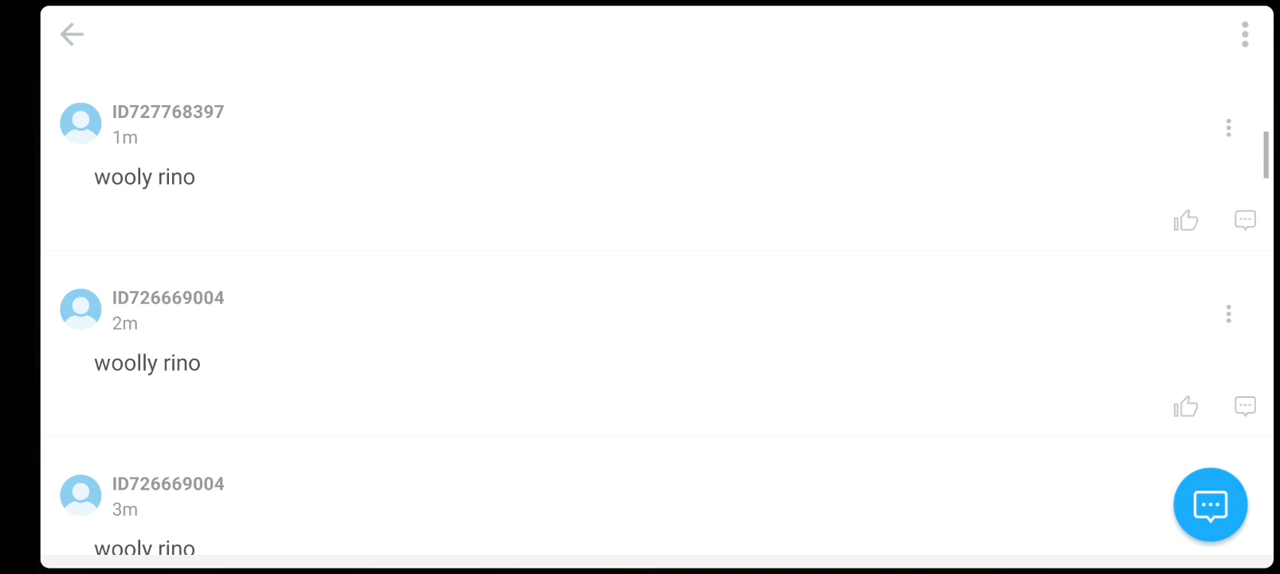 ID727768397
1m
wooly rino
ID726669004
2m
woolly rino
ID726669004
3m
wooly rino